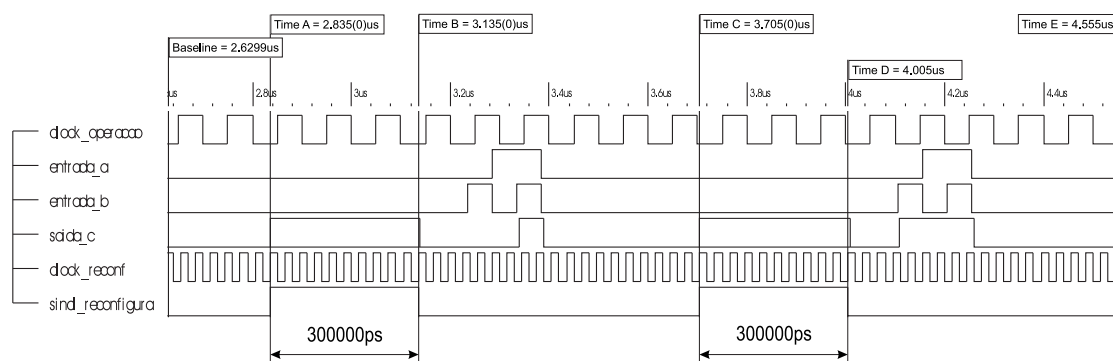 Time A = 2.835(0)us
Time B = 3.135(0)us
Time C = 3.705(0)us
Time E = 4.555us
Baseline = 2.6299us
Time D = 4.005us
us
2.8us
3us
3.2us
3.4us
3.6us
3.8us
4us
4.2us
4.4us
clock_operacao
entrada_a
entrada_b
saida_c
clock_reconf
sinal_reconfigura
300000ps
300000ps